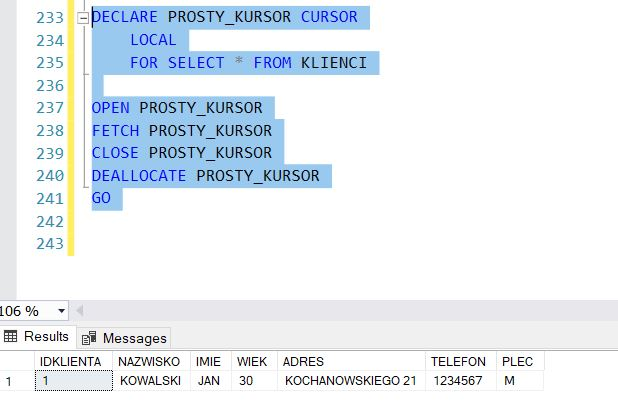 233 DECLARE PROSTY_KURSOR CURSOR
234 LOCAL
235 FOR SELECT * FROM KLIENCI
236
237 OPEN PROSTY_KURSOR
238 FETCH PROSTY_KURSOR
239 CLOSE PROSTY_KURSOR
240 DEALLOCATE PROSTY_KURSOR
241 GO
242
243
106 %
Results Messages
IDKLIENTA NAZWISKO IMIE WIEK ADRES TELEFON PLEC
1 1 KOWALSKI JAN 30 KOCHANOWSKIEGO 21 1234567 M